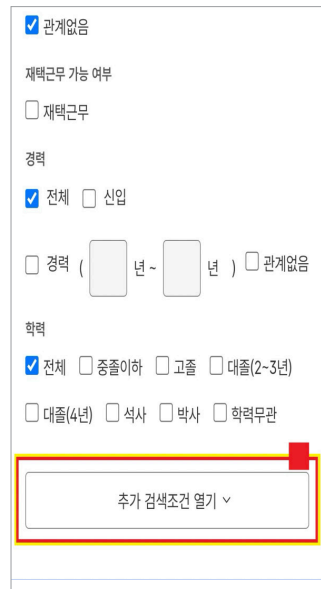 관계없음
재택근무 가능 여부
재택근무
경력
전체 신입
경력 ( 년 ~ 년 ) 관계없음
학력
전체 중졸이하 고졸 대졸(2~3년)
대졸(4년) 석사 박사 학력무관
추가 검색조건 열기